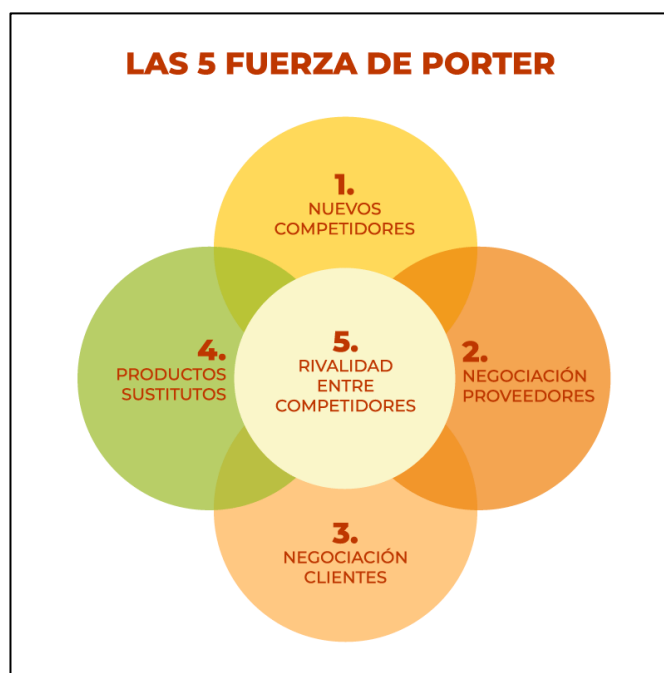 LAS 5 FUERZA DE PORTER
1.
NUEVOS
COMPETIDORES
2.
NEGOCIACIÓN
PROVEEDORES
3.
NEGOCIACIÓN
CLIENTES
4.
PRODUCTOS
SUSTITUTOS
5.
RIVALIDAD
ENTRE
COMPETIDORES